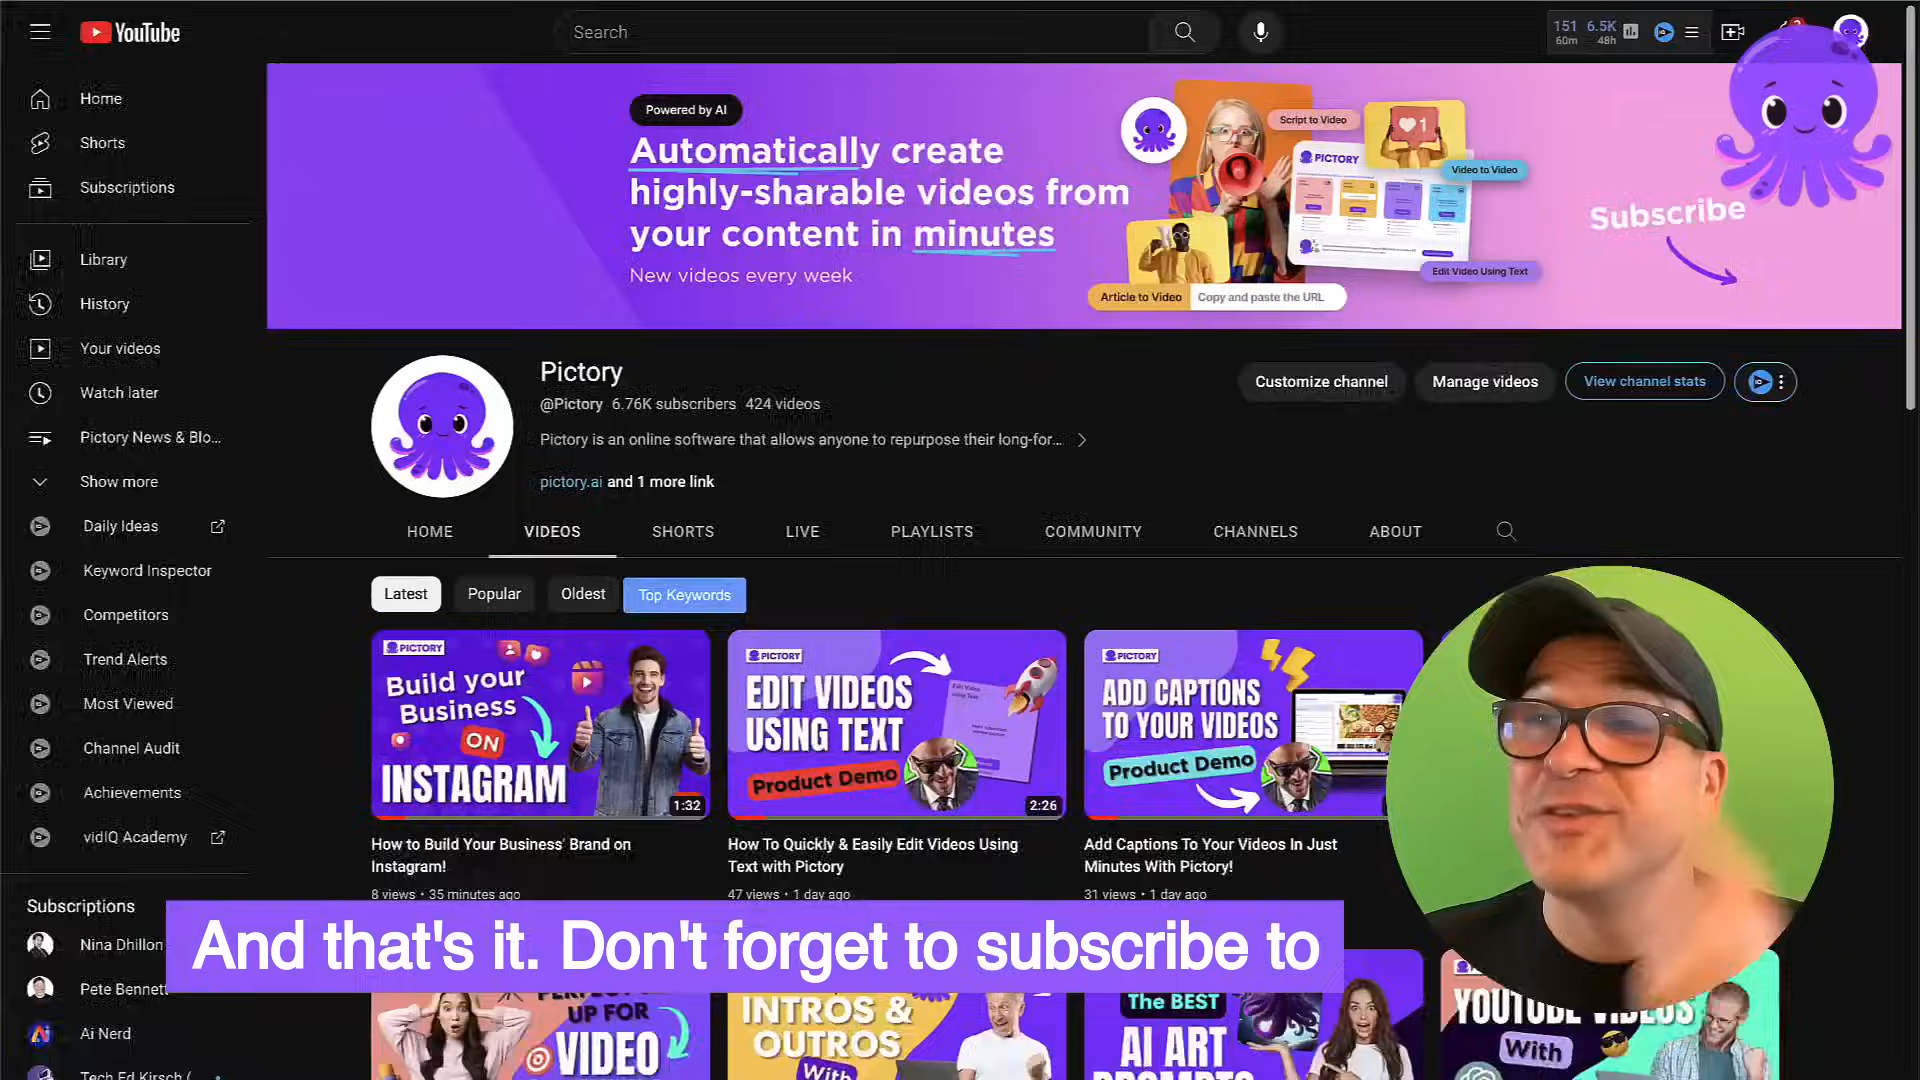 YouTube
Search
151 6.5K
60m 48h
Home
Shorts
Subscriptions
Library
History
Your videos
Watch later
Pictory News & Blo...
Show more
Daily Ideas
Keyword Inspector
Competitors
Trend Alerts
Most Viewed
Channel Audit
Achievements
vidIQ Academy
Subscriptions
Nina Dhillon
Pete Bennett
Ai Nerd
Tech Ed Kirsch (
Powered by AI
Automatically create
highly-sharable videos from
your content in minutes
New videos every week
Script to Video
1
PICTORY
Video to Video
Edit Video Using Text
Article to Video
Copy and paste the URL
Subscribe
Pictory
@Pictory 6.76K subscribers 424 videos
Pictory is an online software that allows anyone to repurpose their long-for...
pictory.ai and 1 more link
Customize channel
Manage videos
View channel stats
HOME
VIDEOS
SHORTS
LIVE
PLAYLISTS
COMMUNITY
CHANNELS
ABOUT
Latest
Popular
Oldest
Top Keywords
PICTORY
Build your
Business
ON
INSTAGRAM
1:32
How to Build Your Business' Brand on
Instagram!
8 views • 35 minutes ago
PICTORY
EDIT VIDEOS
USING TEXT
Product Demo
Edit Video
using Text
2:26
How To Quickly & Easily Edit Videos Using
Text with Pictory
47 views • 1 day ago
PICTORY
ADD CAPTIONS
TO YOUR VIDEOS
Product Demo
Add Captions To Your Videos In Just
Minutes With Pictory!
31 views • 1 day ago
And that's it. Don't forget to subscribe to
UP FOR
VIDEO
INTROS &
OUTROS
With
The BEST
AI ART
PROMPTS
YOUTUBE VIDEOS
With